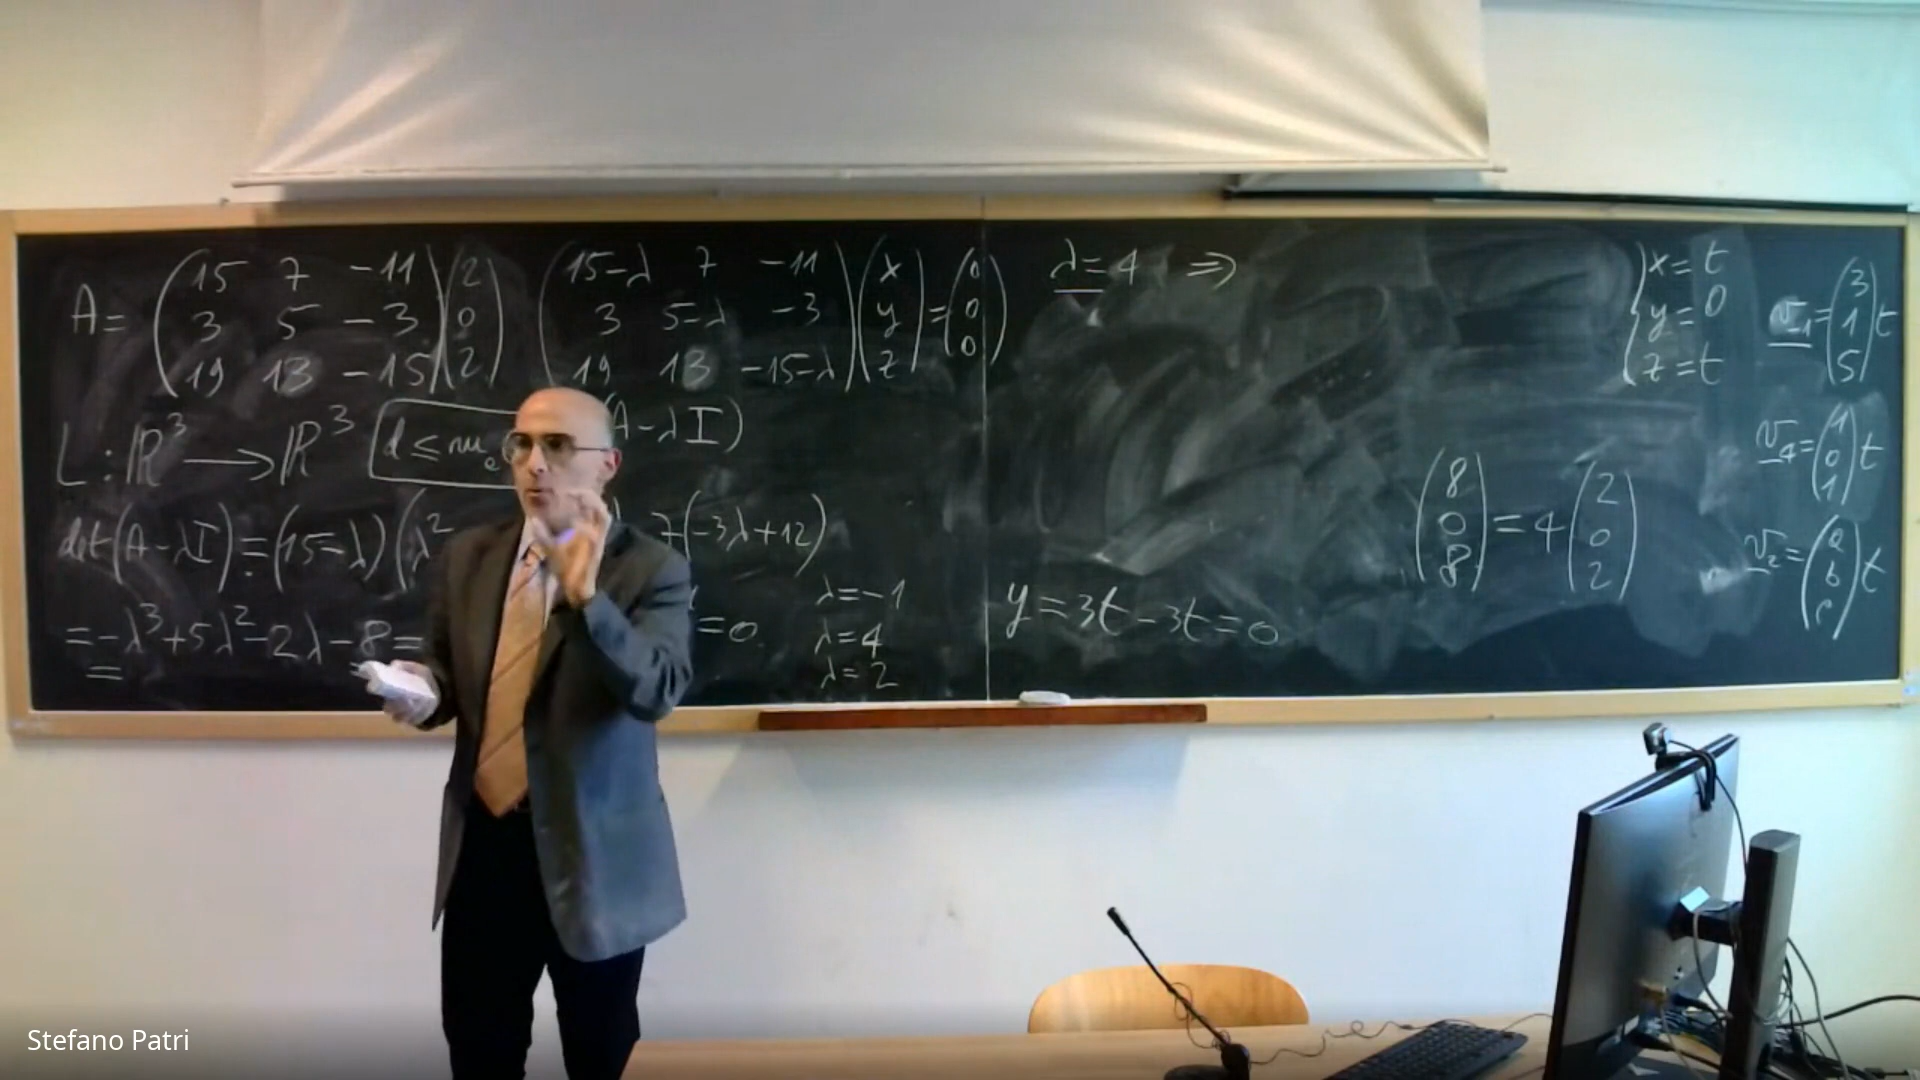 A= (15 7 -11) (2) (15-λ 7 -11) (x) (0)
(3 5 -3) (0) (3 5-λ -3) (y) = (0)
(19 13 -15) (2) (19 13 -15-λ) (z) (0)
L: ℝ³ → ℝ³ d ≤ m (A-λI)
det(A-λI) = (15-λ)(λ² 7(-3λ+12)
= -λ³+5λ²-2λ-8= =0
λ=-1
λ=4
λ=2
λ=4 ⇒
x=t
y=0
z=t
(8) (2)
(0) = 4 (0)
(8) (2)
y=3t-3t=0
v₋₁= (3 1 5) t
v₄= (1 0 1) t
v₂= (a b c) t
Stefano Patri